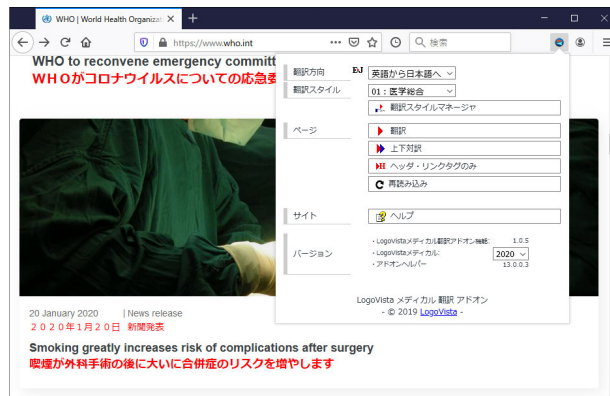 WHO | World Health Organizat
https://www.who.int
検索
WHO to reconvene emergency committ
WHOがコロナウイルスについての応急委
翻訳方向
E/J
英語から日本語へ
翻訳スタイル
01：医学総合
翻訳スタイルマネージャ
ページ
翻訳
上下対訳
H ヘッダ・リンクタグのみ
再読み込み
サイト
ヘルプ
バージョン
・LogoVistaメディカル翻訳アドオン機能: 1.0.5
・LogoVistaメディカル: 2020
・アドオンヘルパー 13.0.0.3
LogoVista メディカル 翻訳 アドオン
- © 2019 LogoVista -
20 January 2020 | News release
２０２０年１月２０日 新聞発表
Smoking greatly increases risk of complications after surgery
喫煙が外科手術の後に大いに合併症のリスクを増やします